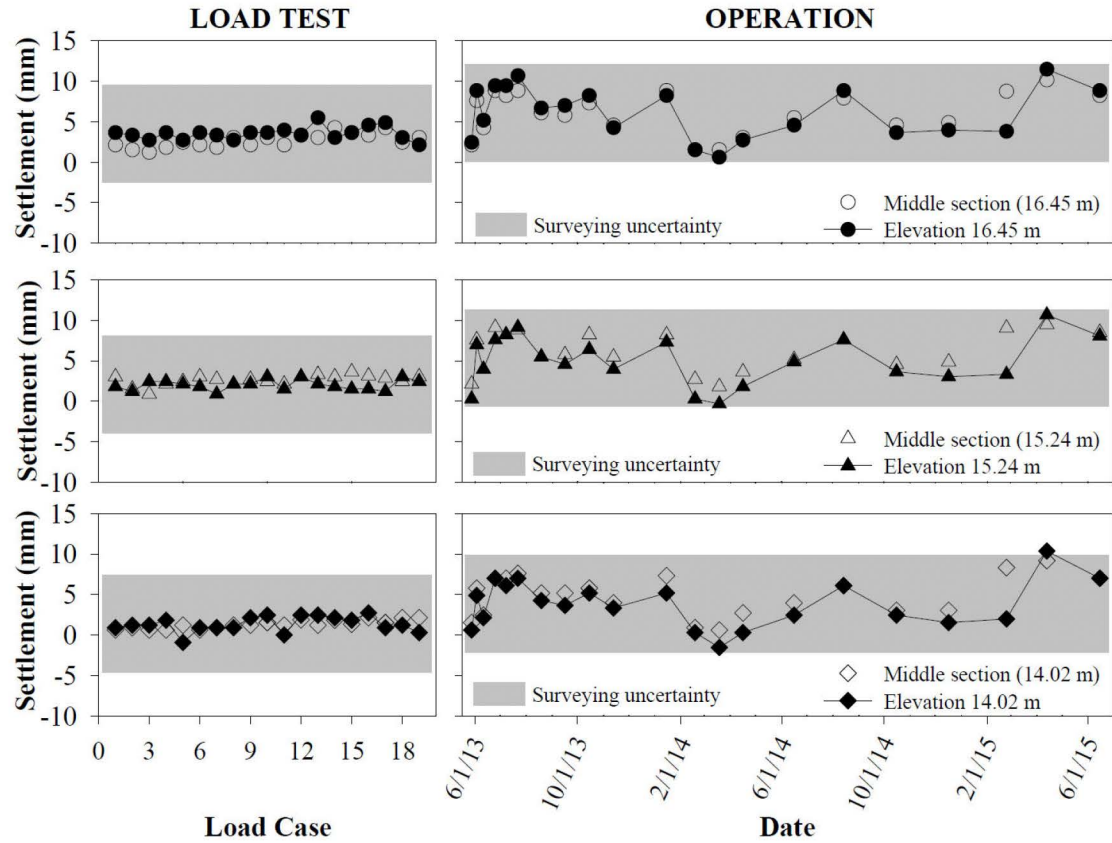 LOAD TEST
OPERATION
Settlement (mm)
15
10
5
0
-5
-10
Surveying uncertainty
Middle section (16.45 m)
Elevation 16.45 m
Settlement (mm)
15
10
5
0
-5
-10
Surveying uncertainty
Middle section (15.24 m)
Elevation 15.24 m
Settlement (mm)
15
10
5
0
-5
-10
Surveying uncertainty
Middle section (14.02 m)
Elevation 14.02 m
0 3 6 9 12 15 18
6/1/13 10/1/13 2/1/14 6/1/14 10/1/14 2/1/15 6/1/15
Load Case
Date